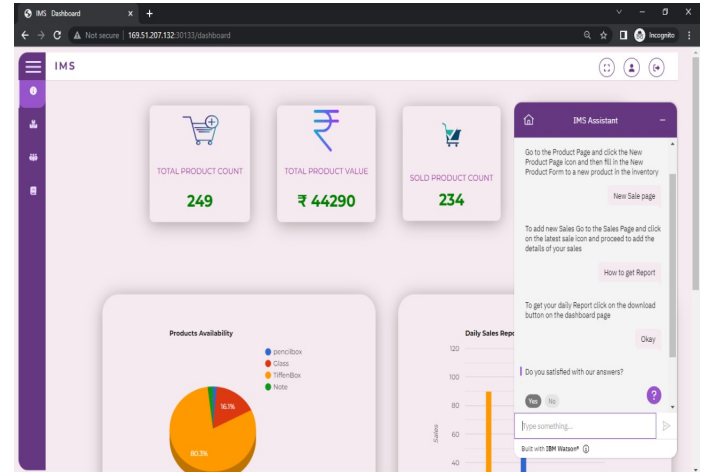 IMS Dashboard
Not secure | 169.51.207.132:30133/dashboard
Incognito
IMS
TOTAL PRODUCT COUNT
249
TOTAL PRODUCT VALUE
₹ 44290
SOLD PRODUCT COUNT
234
IMS Assistant
Go to the Product Page and click the New
Product Page icon and then fill in the New
Product Form to a new product in the inventory
New Sale page
To add new Sales Go to the Sales Page and click
on the latest sale icon and proceed to add the
details of your sales
How to get Report
To get your daily Report click on the download
button on the dashboard page
Okay
Do you satisfied with our answers?
Yes No
?
Type something...
Built with IBM Watson®
Products Availability
pencilbox
Glass
TiffenBox
Note
16.1%
80.3%
Daily Sales Repo
Sales
120
100
80
60
40